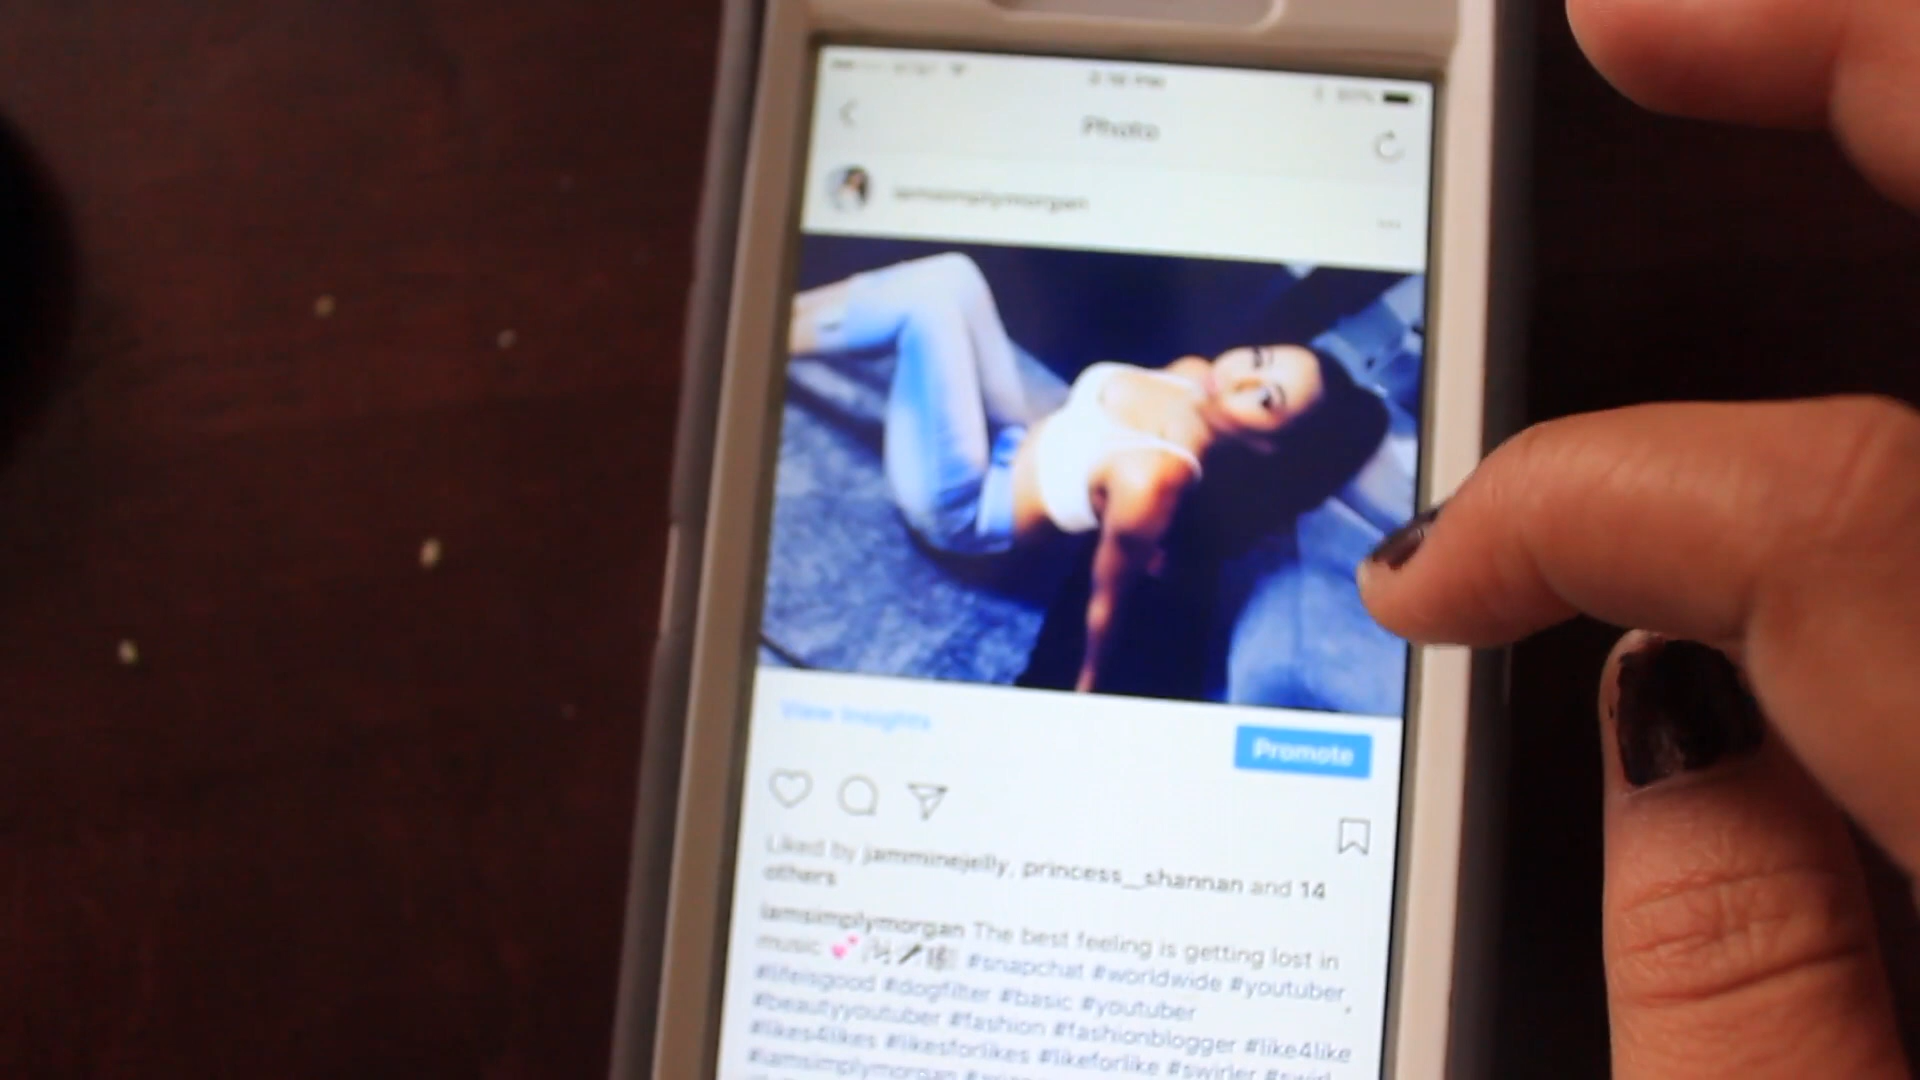 Photo
iamsimplymorgan
View Insights
Promote
Liked by jamminejelly, princess__shannan and 14
others
iamsimplymorgan The best feeling is getting lost in
music 💕 #snapchat #worldwide #youtuber
#lifeisgood #dogfilter #basic #youtuber
#beautyyoutuber #fashion #fashionblogger #like4like
#likes4likes #likesforlikes #likeforlike #swirler
#iamsimplymorgan